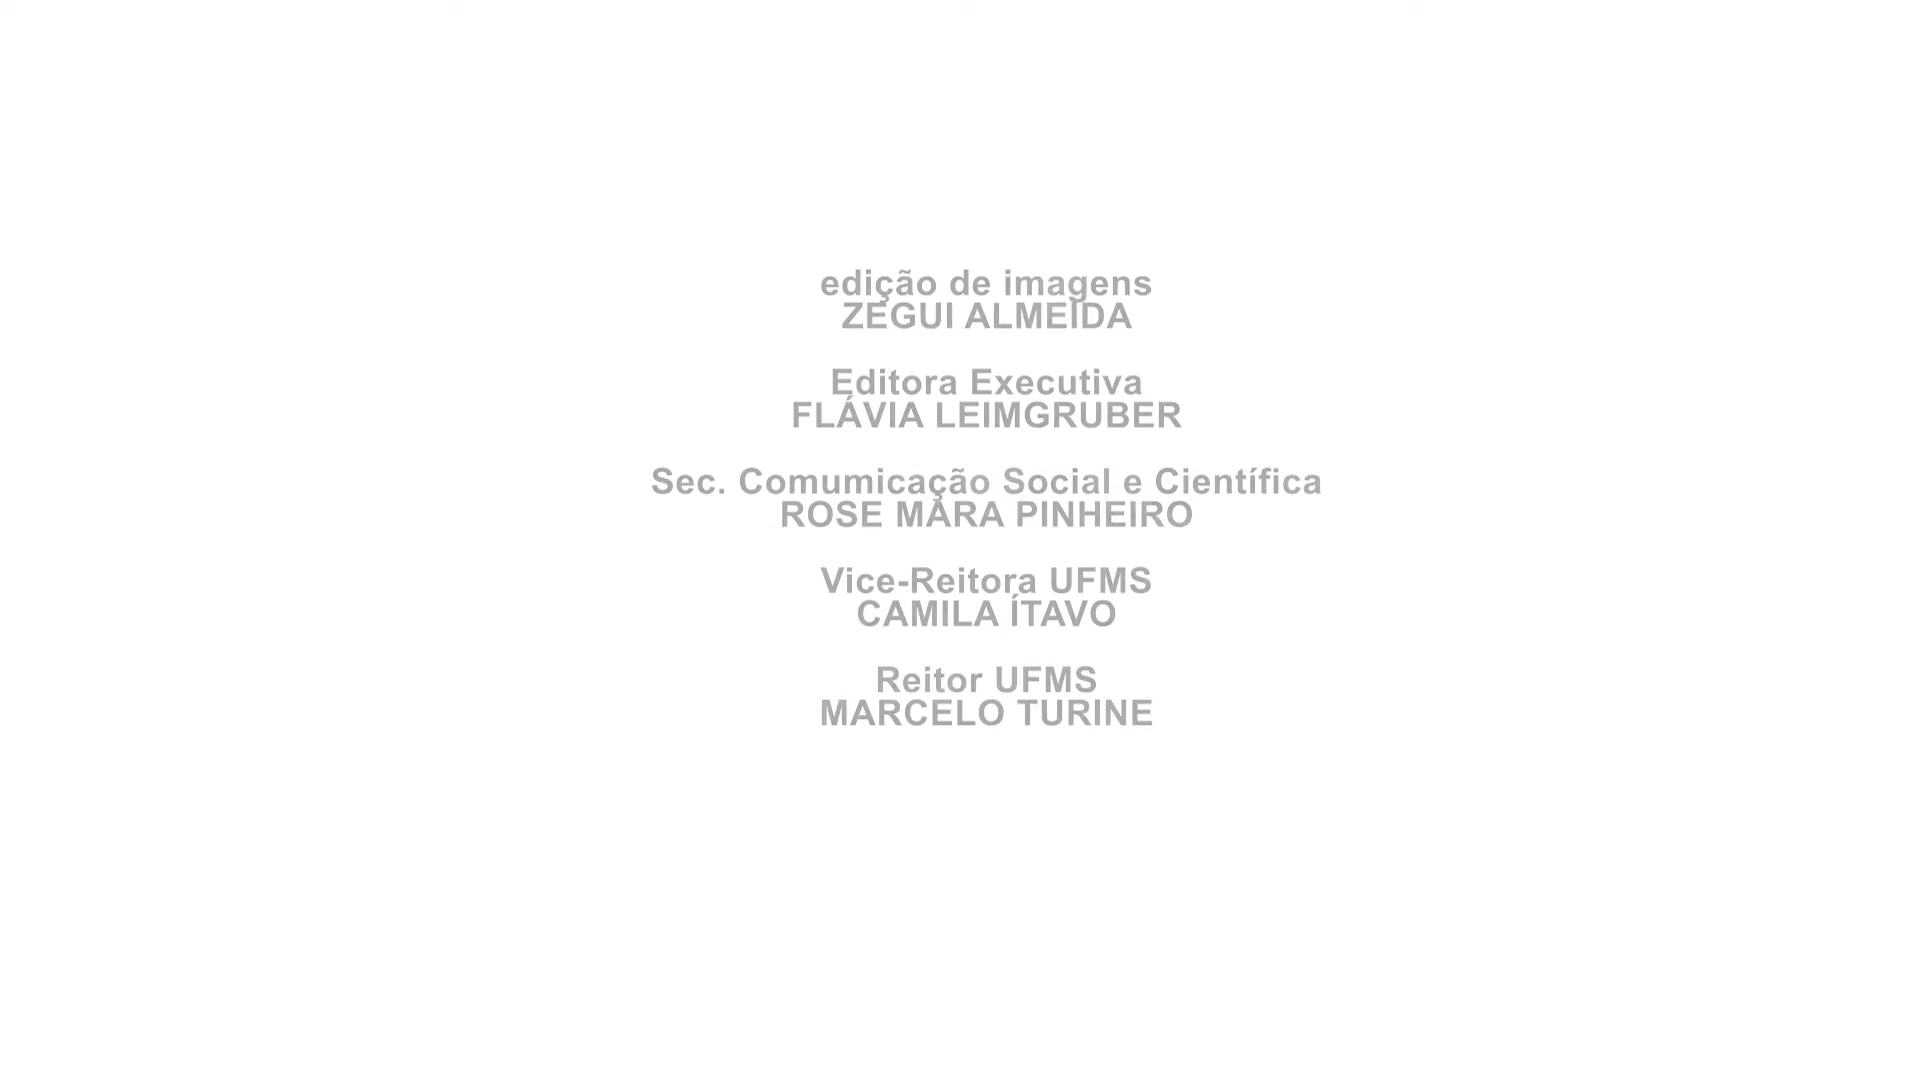 edição de imagens
ZEGUI ALMEIDA
Editora Executiva
FLÁVIA LEIMGRUBER
Sec. Comumicação Social e Científica
ROSE MARA PINHEIRO
Vice-Reitora UFMS
CAMILA ÍTAVO
Reitor UFMS
MARCELO TURINE